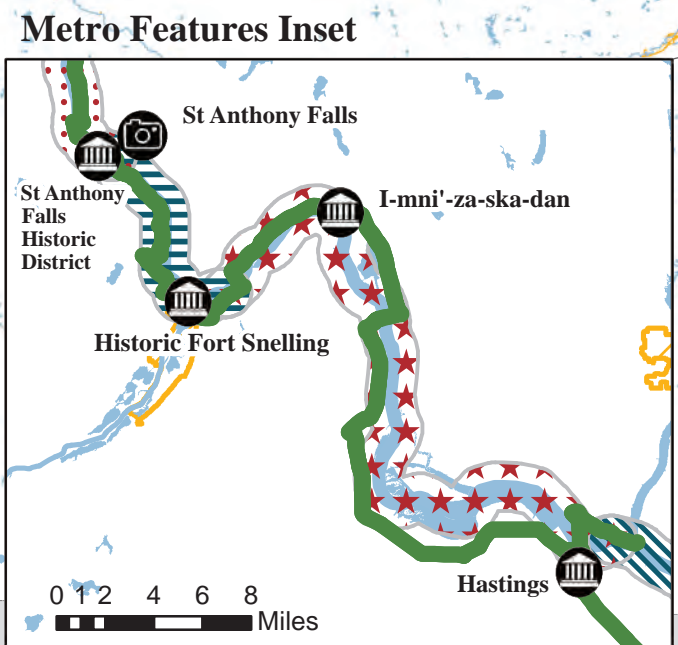 Metro Features Inset
St Anthony Falls
St Anthony
Falls
Historic
District
I-mni'-za-ska-dan
Historic Fort Snelling
Hastings
0 1 2 4 6 8
Miles